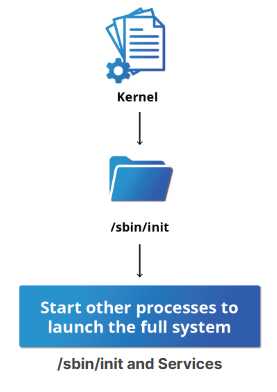 Kernel
/sbin/init
Start other processes to
launch the full system
/sbin/init and Services